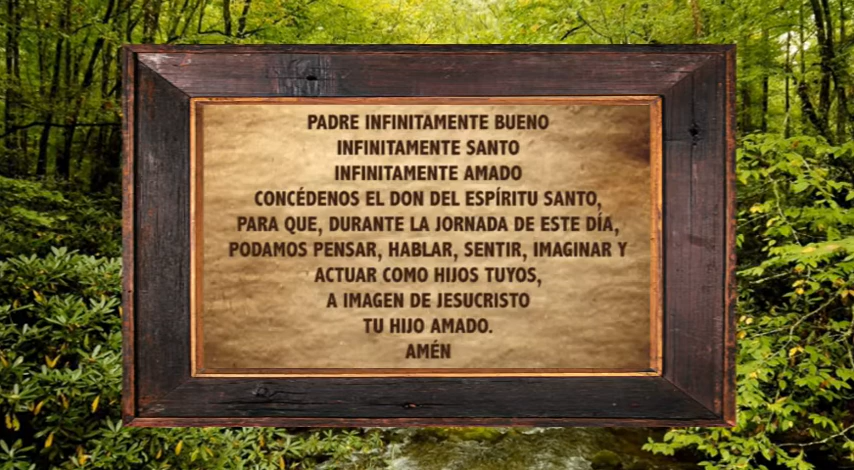 PADRE INFINITAMENTE BUENO
INFINITAMENTE SANTO
INFINITAMENTE AMADO
CONCÉDENOS EL DON DEL ESPÍRITU SANTO,
PARA QUE, DURANTE LA JORNADA DE ESTE DÍA,
PODAMOS PENSAR, HABLAR, SENTIR, IMAGINAR Y
ACTUAR COMO HIJOS TUYOS,
A IMAGEN DE JESUCRISTO
TU HIJO AMADO.
AMÉN